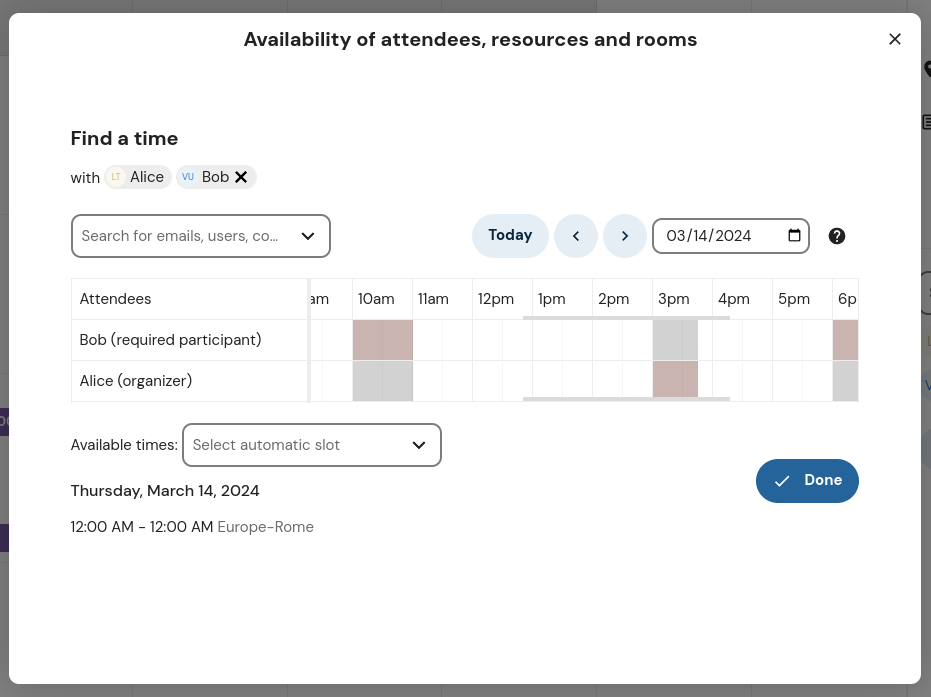 Availability of attendees, resources and rooms
Find a time
with LT Alice VU Bob
Search for emails, users, co...
Today
03/14/2024
Attendees am 10am 11am 12pm 1pm 2pm 3pm 4pm 5pm 6p
Bob (required participant)
Alice (organizer)
Available times: Select automatic slot
Done
Thursday, March 14, 2024
12:00 AM – 12:00 AM Europe-Rome